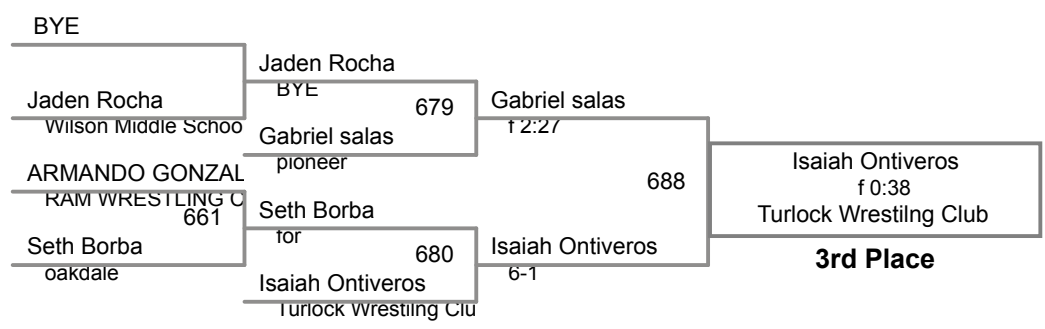 BYE
Jaden Rocha
Wilson Middle Schoo
ARMANDO GONZAL
RAM WRESTLING C
661
Seth Borba
oakdale
Jaden Rocha
BYE
679
Gabriel salas
pioneer
Seth Borba
for
680
Isaiah Ontiveros
Turlock Wrestilng Clu
Gabriel salas
f 2:27
688
Isaiah Ontiveros
6-1
Isaiah Ontiveros
f 0:38
Turlock Wrestilng Club
3rd Place